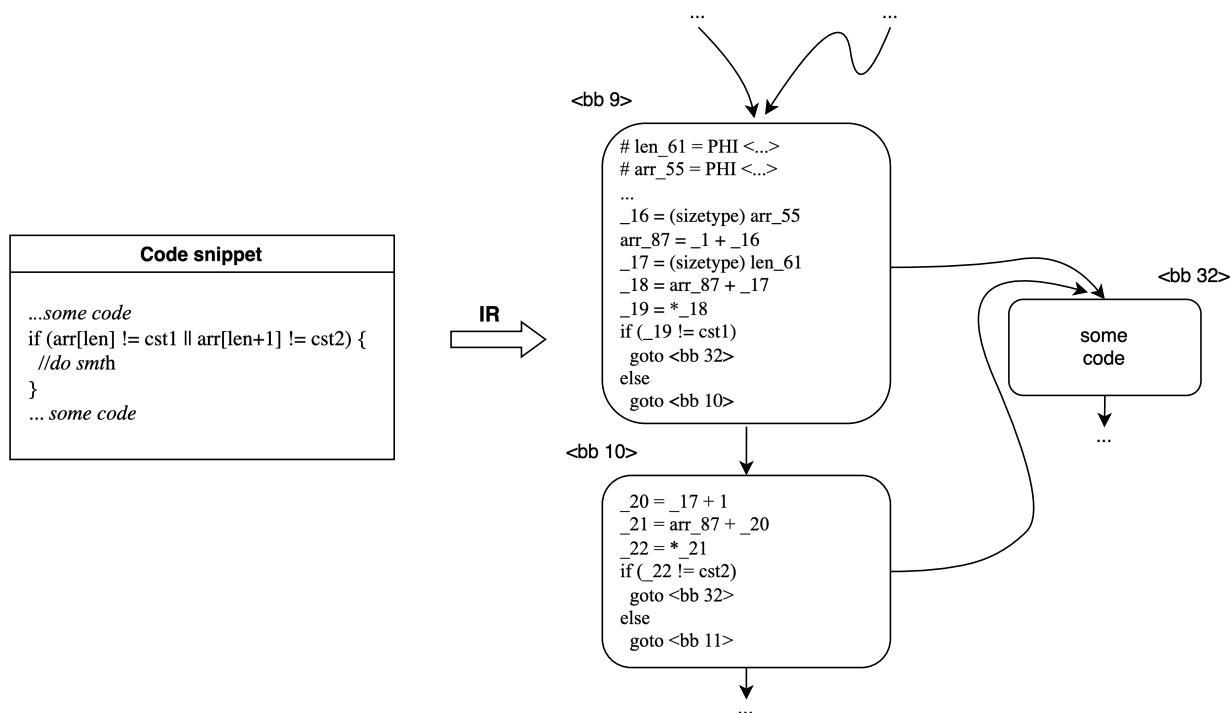 Code snippet
...some code
if (arr[len] != cst1 || arr[len+1] != cst2) {
//do smth
}
... some code
IR
...
...
<bb 9>
# len_61 = PHI <...>
# arr_55 = PHI <...>
...
_16 = (sizetype) arr_55
arr_87 = _1 + _16
_17 = (sizetype) len_61
_18 = arr_87 + _17
_19 = *_18
if (_19 != cst1)
goto <bb 32>
else
goto <bb 10>
<bb 10>
_20 = _17 + 1
_21 = arr_87 + _20
_22 = *_21
if (_22 != cst2)
goto <bb 32>
else
goto <bb 11>
...
<bb 32>
some
code
...